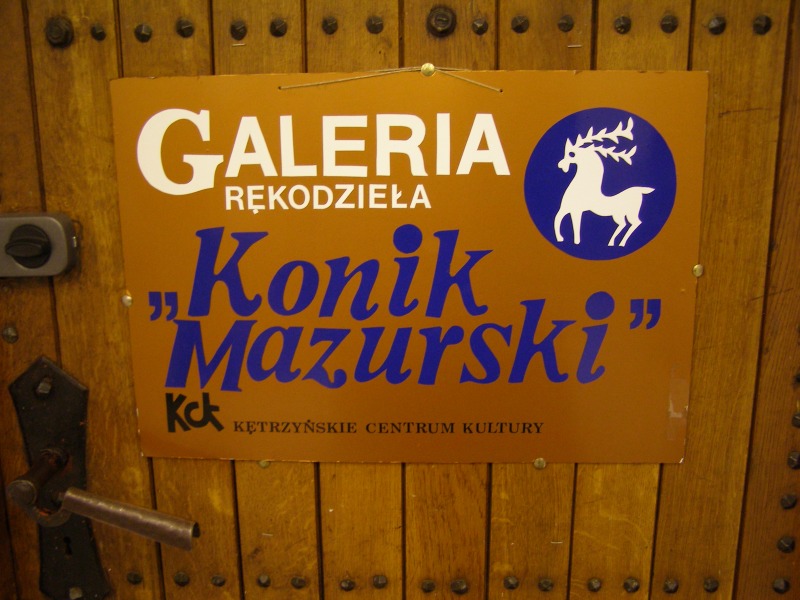 GALERIA
RĘKODZIEŁA
„Konik
Mazurski”
Kck KĘTRZYŃSKIE CENTRUM KULTURY